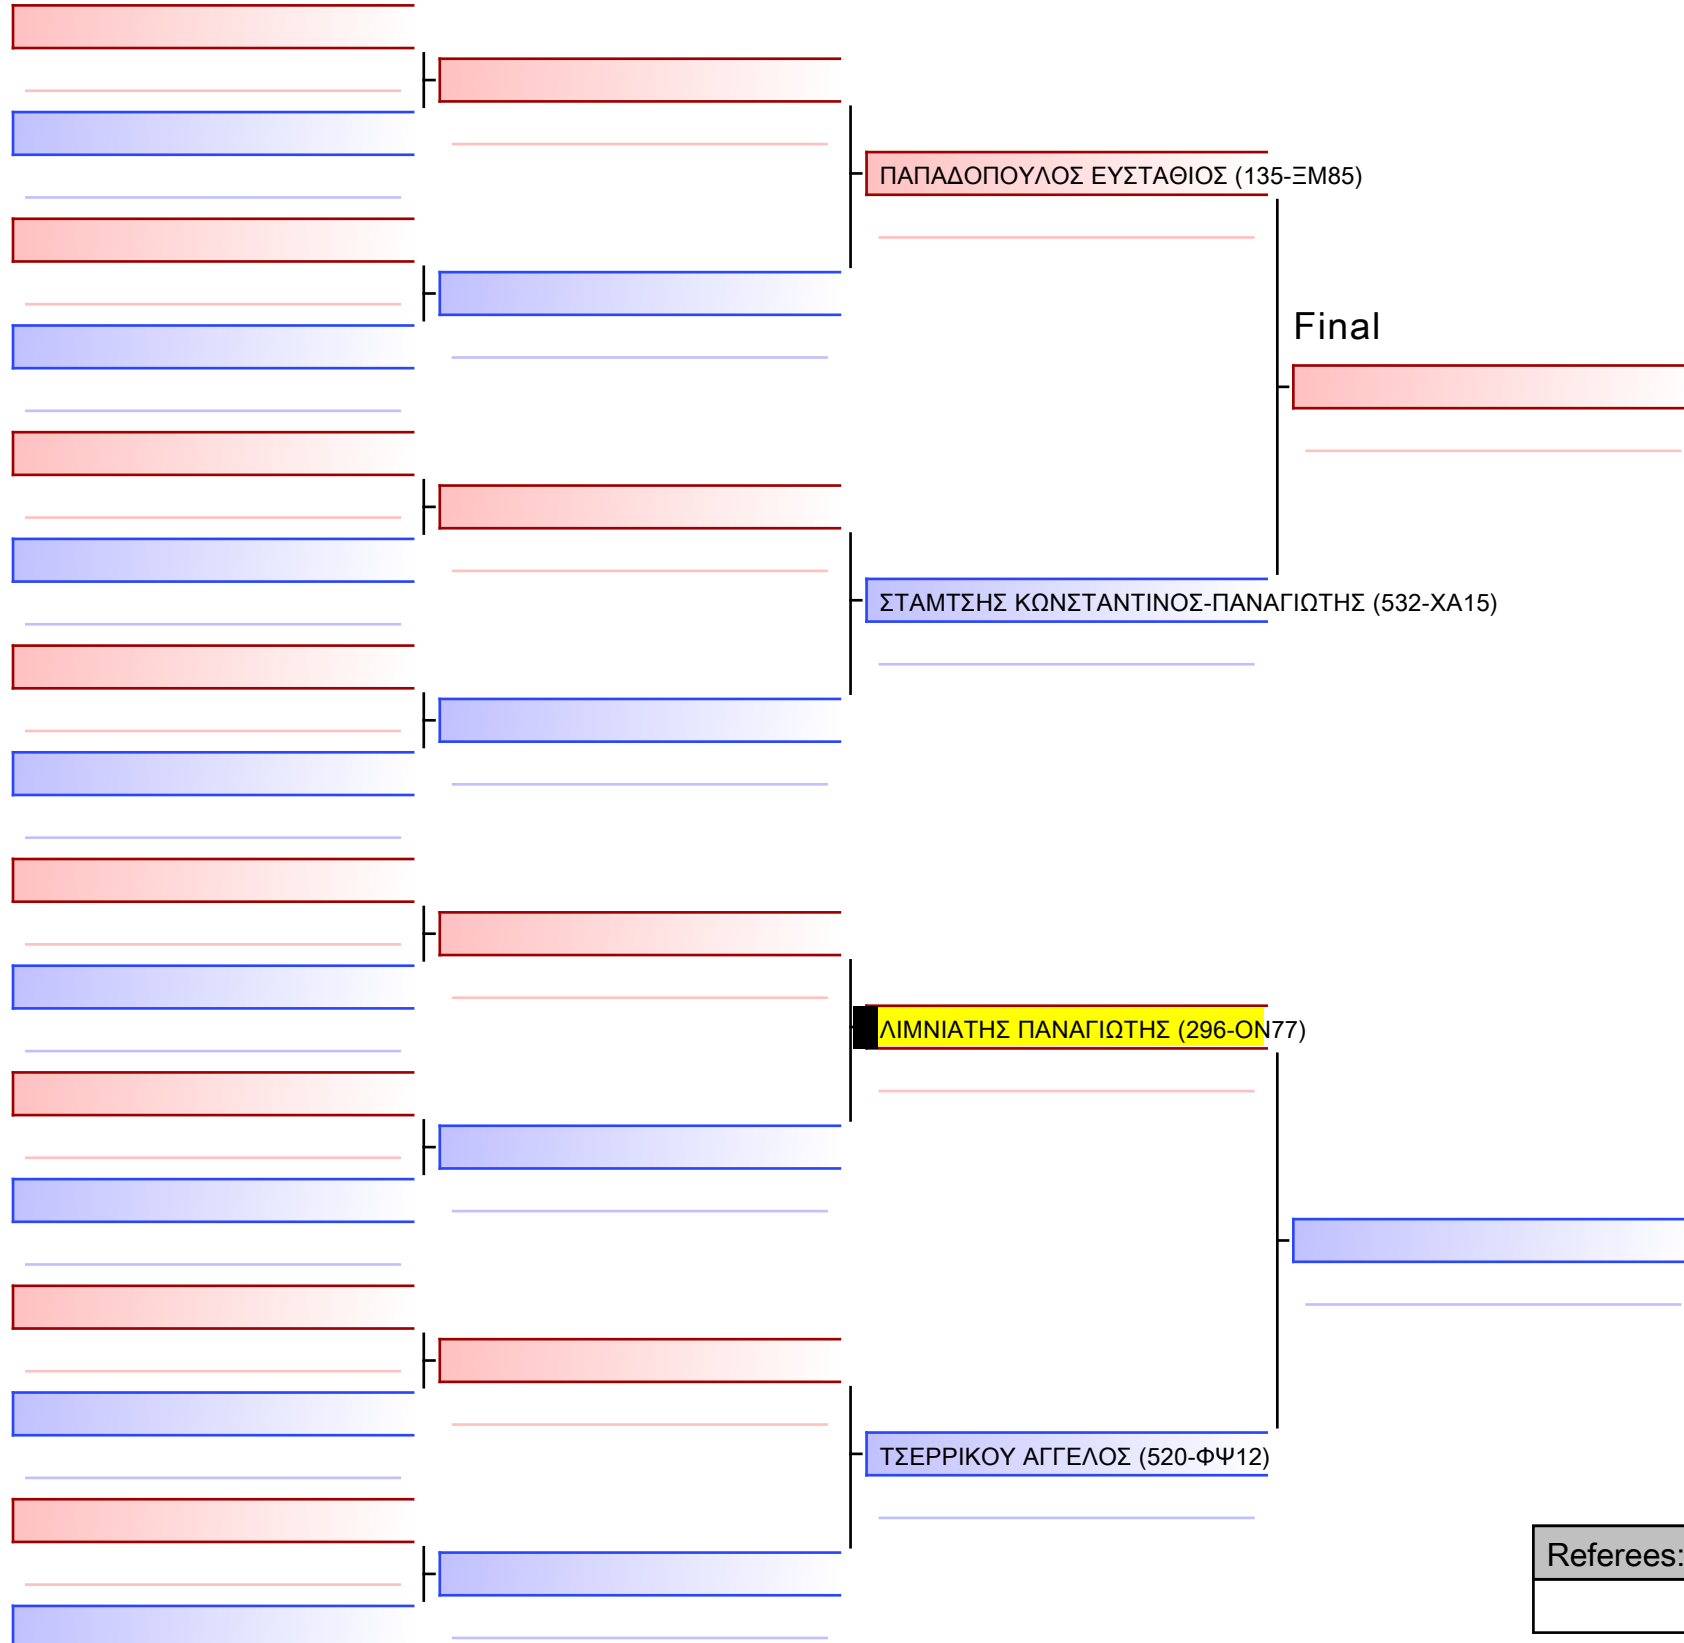 ΠΑΠΑΔΟΠΟΥΛΟΣ ΕΥΣΤΑΘΙΟΣ (135-ΞΜ85)
Final
ΣΤΑΜΤΣΗΣ ΚΩΝΣΤΑΝΤΙΝΟΣ-ΠΑΝΑΓΙΩΤΗΣ (532-ΧΑ15)
ΛΙΜΝΙΑΤΗΣ ΠΑΝΑΓΙΩΤΗΣ (296-ΟΝ77)
ΤΣΕΡΡΙΚΟΥ ΑΓΓΕΛΟΣ (520-ΦΨ12)
Referees: